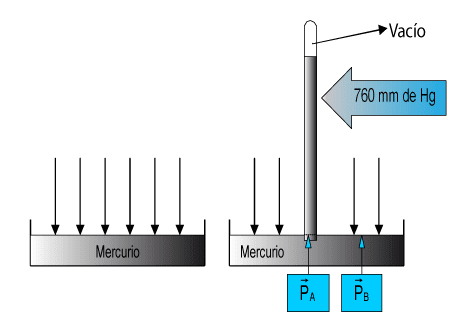 Vacío
760 mm de Hg
Mercurio
Mercurio
P⃗A
P⃗B